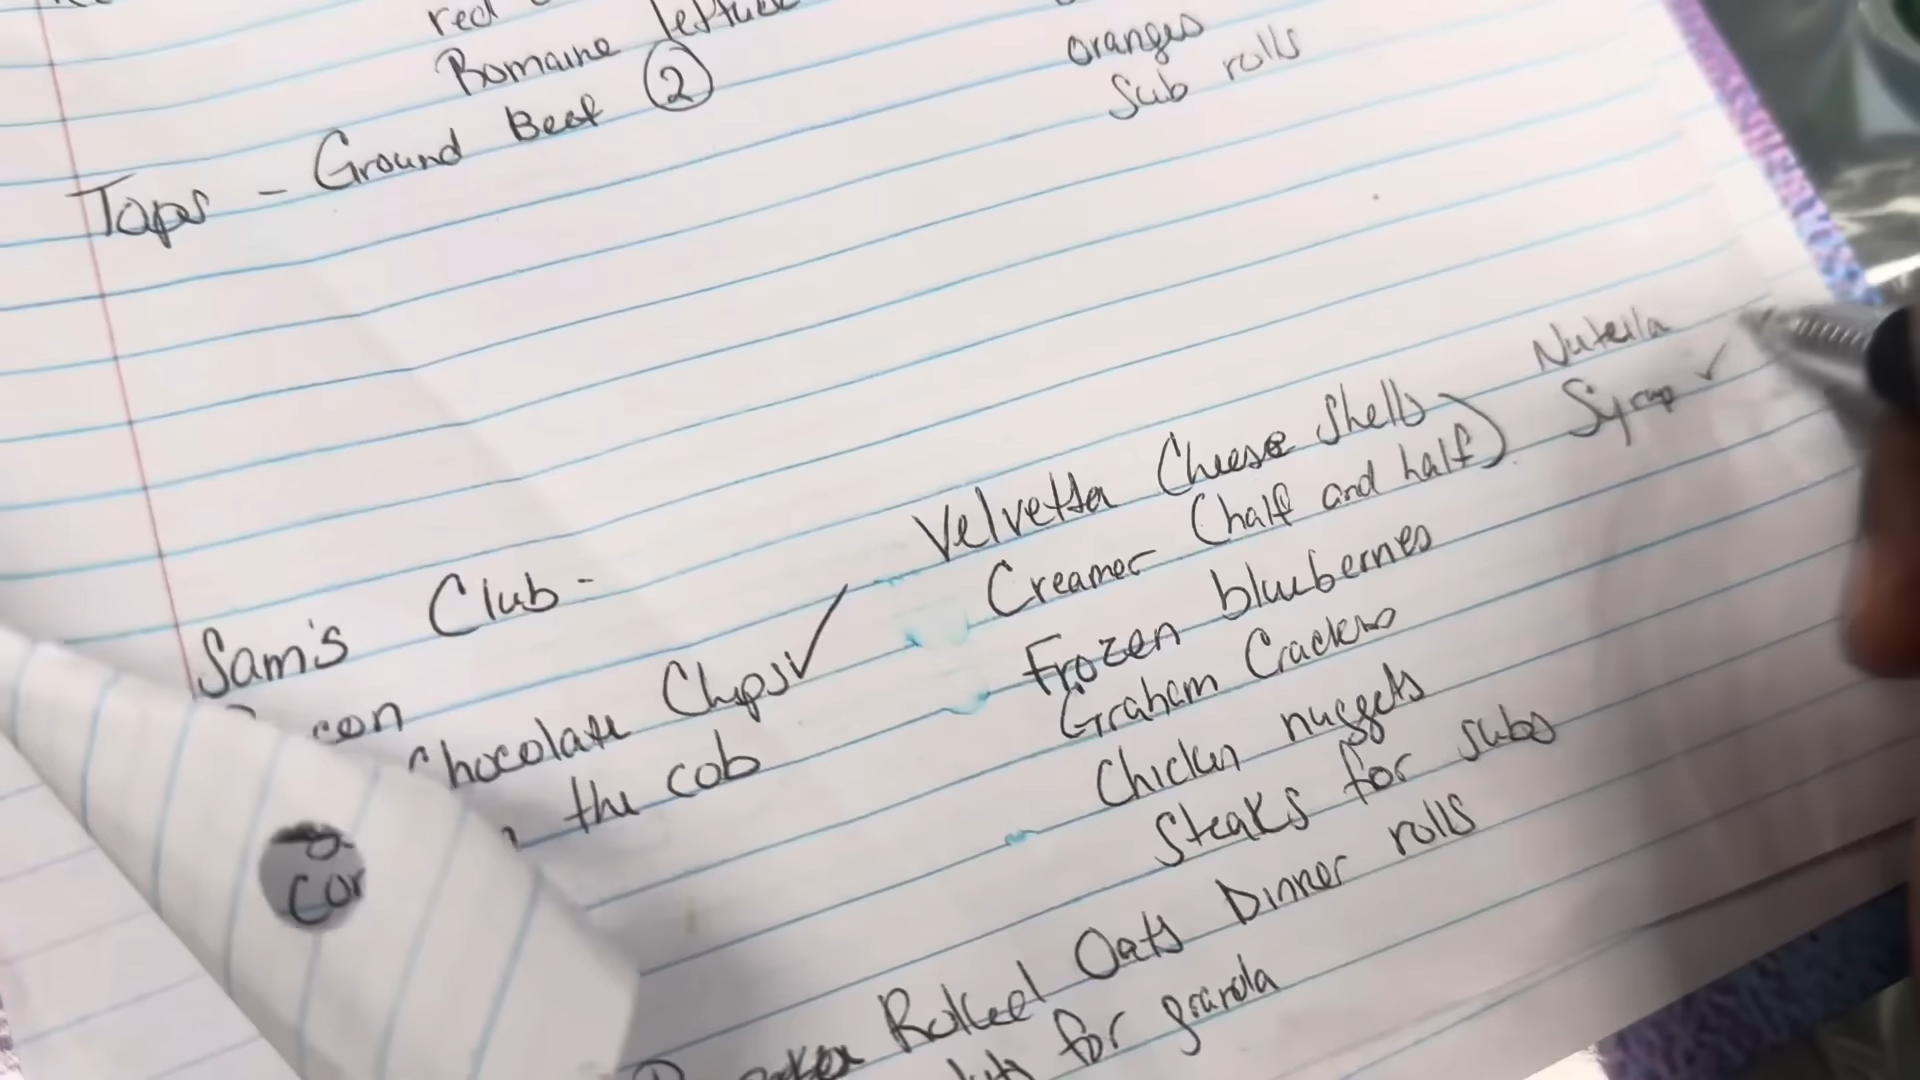 red
Romaine lettuce
oranges
Sub rolls
Tops - Ground Beef ②
Sam's Club -
Chocolate Chips ✓
the cob
Velvetta Cheese Shells
Creamer (half and half)
Frozen blueberries
Graham Crackers
Chicken nuggets
Steaks for subs
Dinner rolls
Rolled Oats
for granola
Nutella
Syrup ✓
Cor